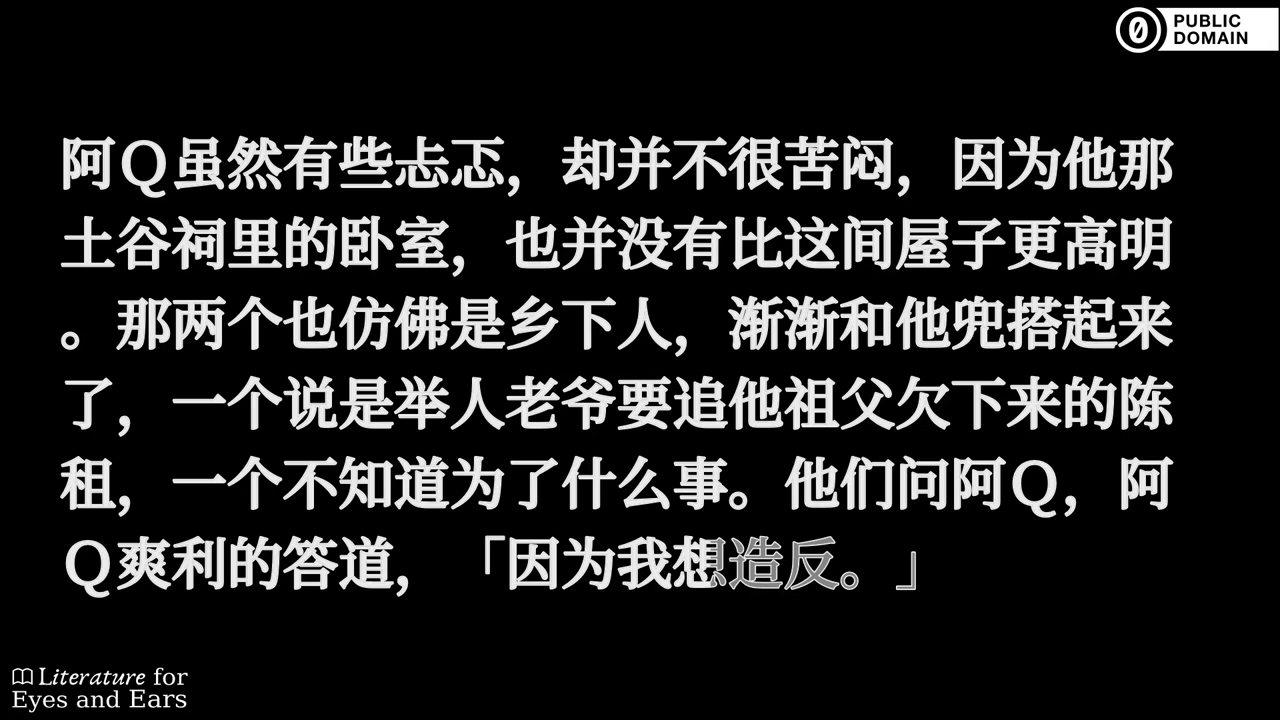 PUBLIC
DOMAIN
阿Q虽然有些忐忑，却并不很苦闷，因为他那
土谷祠里的卧室，也并没有比这间屋子更高明
。那两个也仿佛是乡下人，渐渐和他兜搭起来
了，一个说是举人老爷要追他祖父欠下来的陈
租，一个不知道为了什么事。他们问阿Q，阿
Q爽利的答道，「因为我想造反。」
Literature for
Eyes and Ears